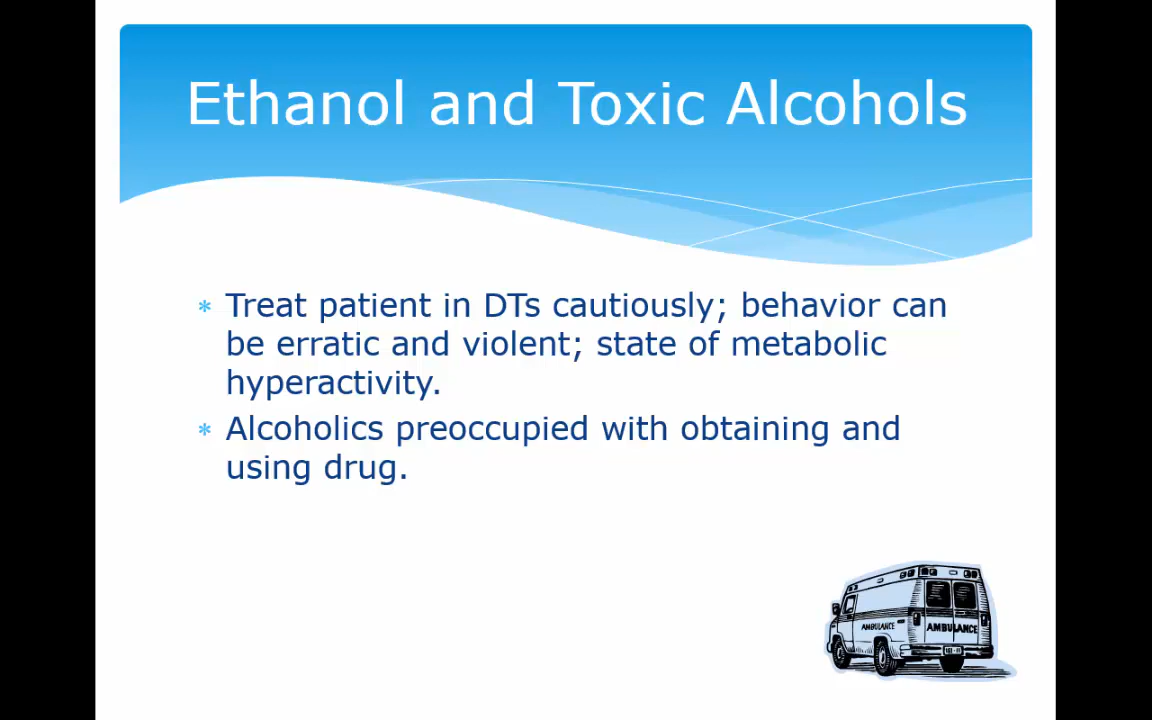 Ethanol and Toxic Alcohols
* Treat patient in DTs cautiously; behavior can
be erratic and violent; state of metabolic
hyperactivity.
* Alcoholics preoccupied with obtaining and
using drug.
AMBULANCE
AMBULANCE